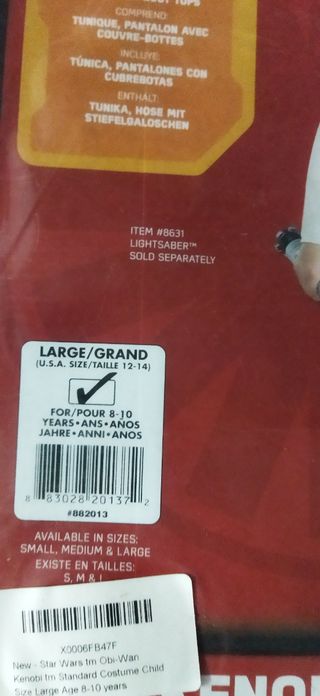 TOPS
COMPREND:
TUNIQUE, PANTALON AVEC
COUVRE-BOTTES
INCLUYE:
TÚNICA, PANTALONES CON
CUBREBOTAS
ENTHÄLT:
TUNIKA, HOSE MIT
STIEFELGALOSCHEN
ITEM #8631
LIGHTSABER™
SOLD SEPARATELY
LARGE/GRAND
(U.S.A. SIZE/TAILLE 12-14)
FOR/POUR 8-10
YEARS•ANS•AÑOS
JAHRE•ANNI•ANOS
8 83028 20137 2
#882013
AVAILABLE IN SIZES:
SMALL, MEDIUM & LARGE
EXISTE EN TAILLES:
S, M & L
X0006FB47F
New - Star Wars tm Obi-Wan
Kenobi tm Standard Costume Child
Size Large Age 8-10 years
ENO